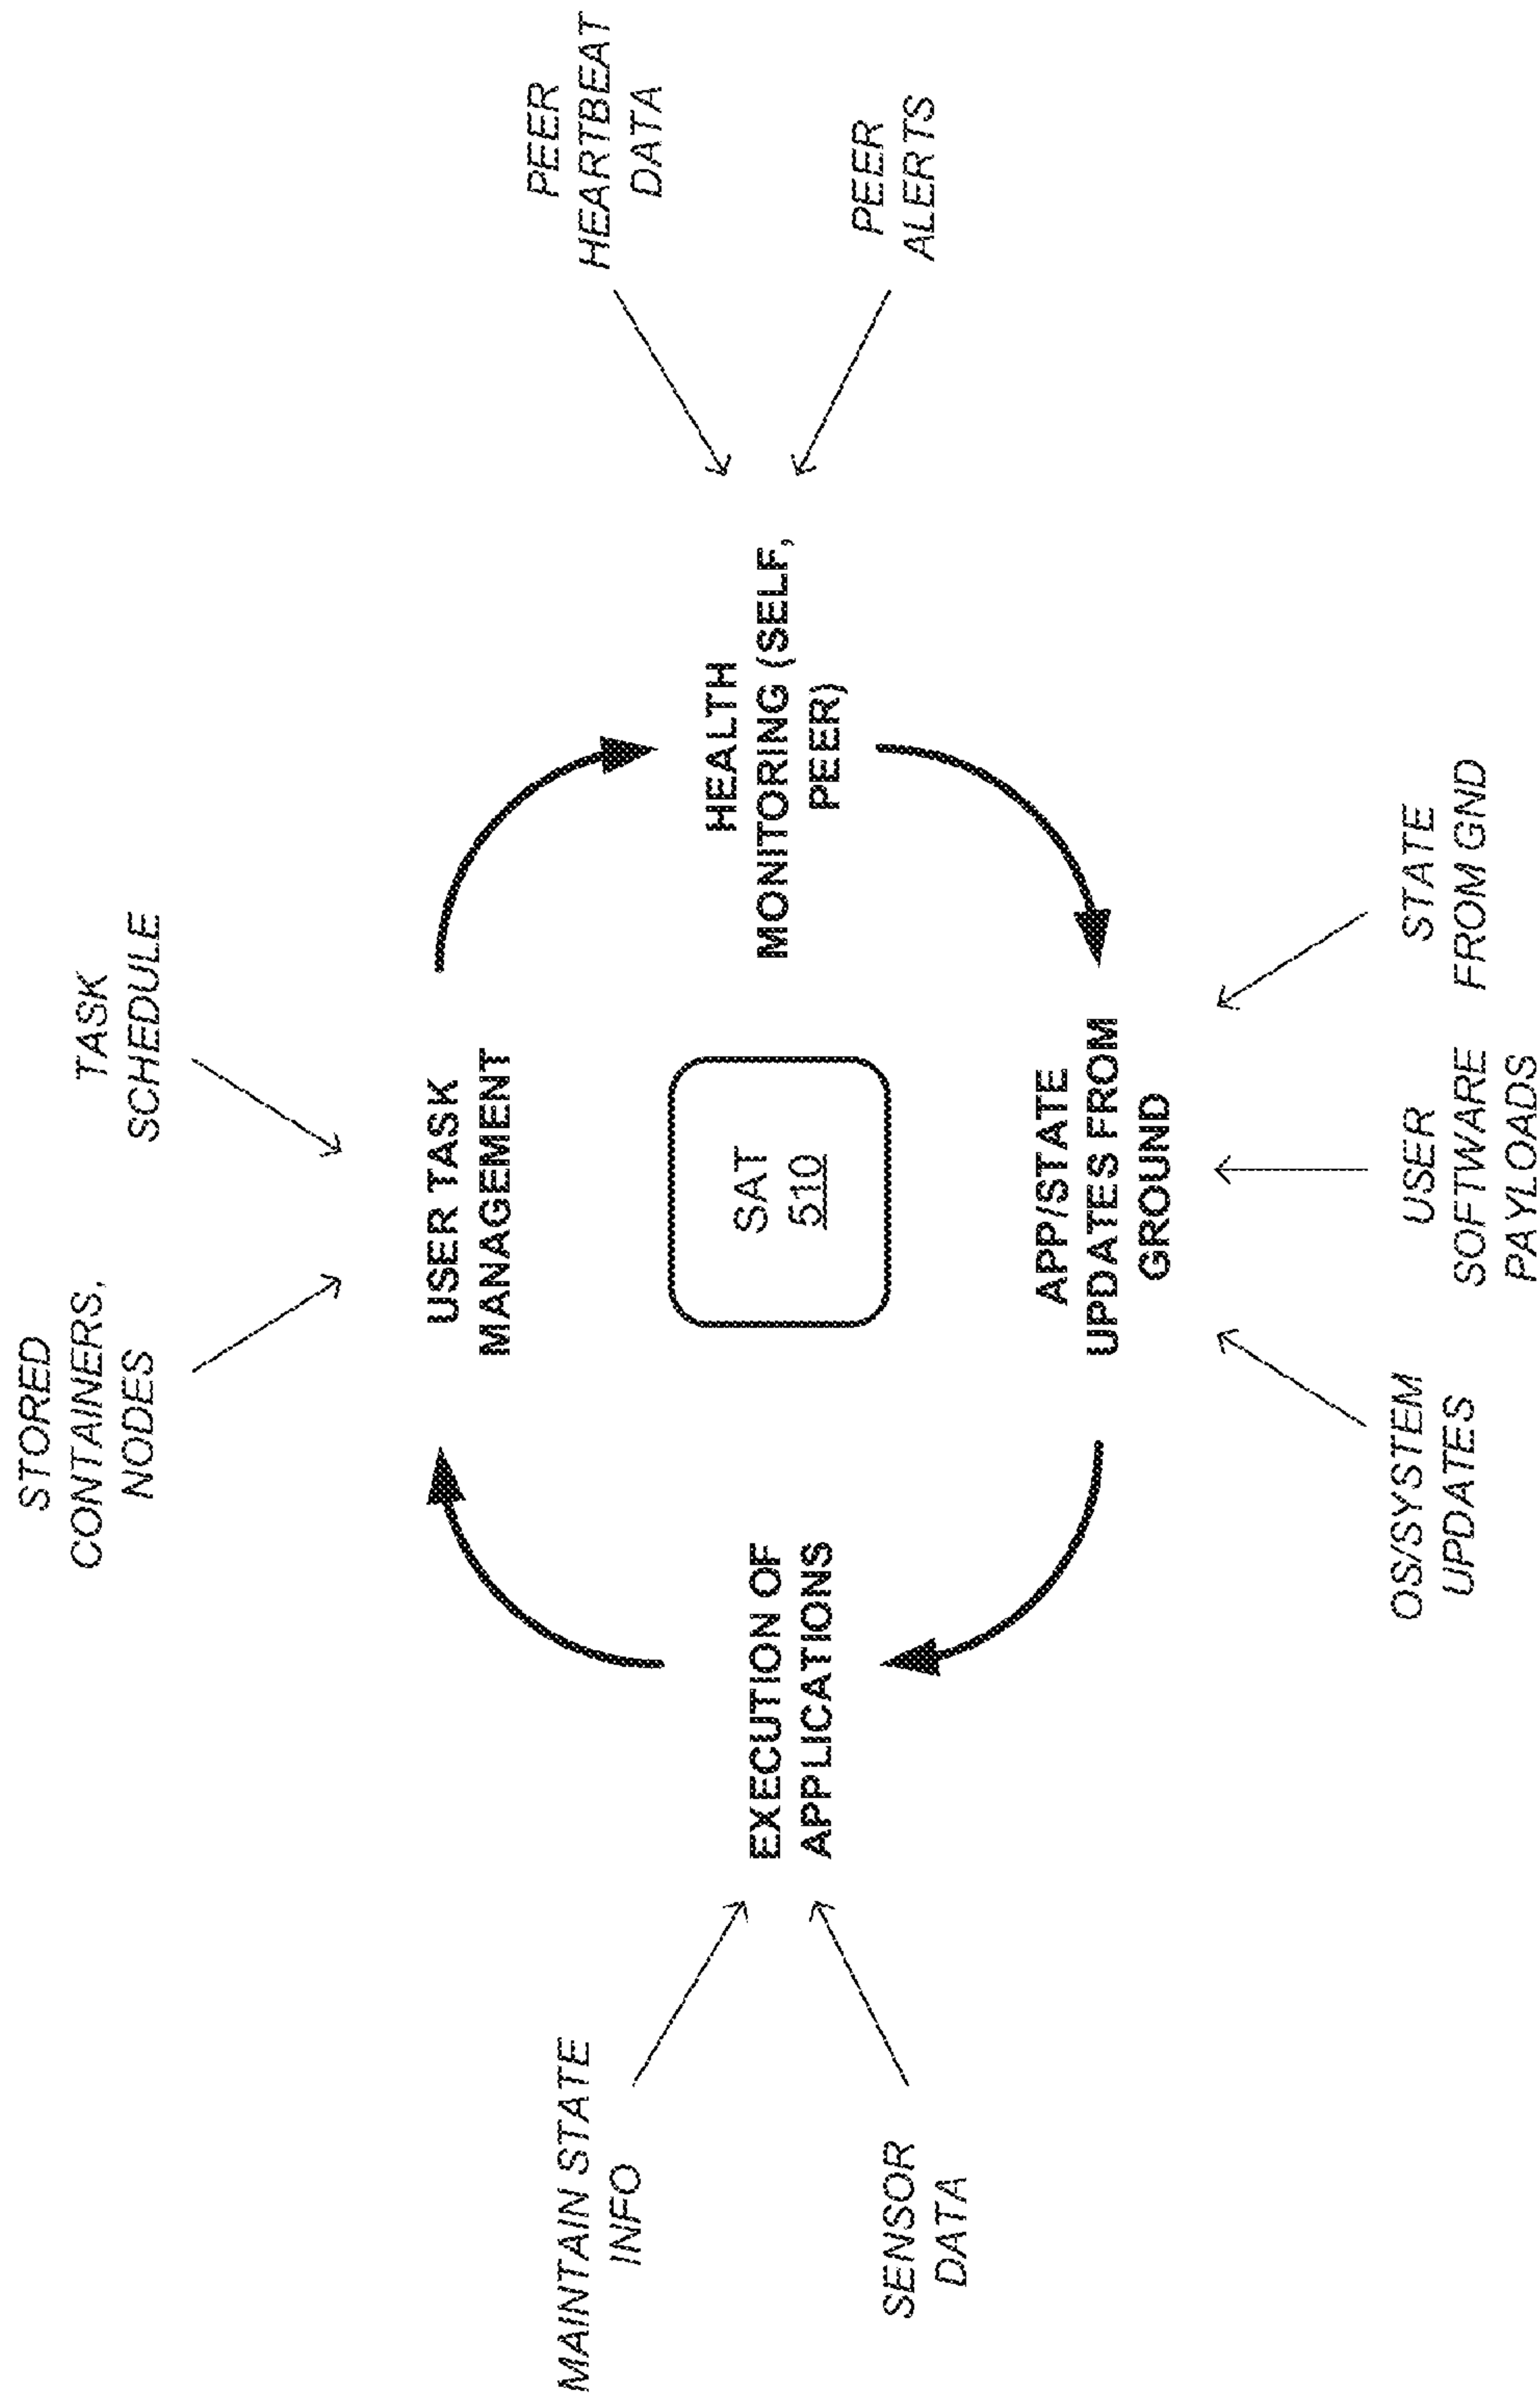 STORED
CONTAINERS,
NODES
TASK
SCHEDULE
USER TASK
MANAGEMENT
MAINTAIN STATE
INFO
SENSOR
DATA
EXECUTION OF
APPLICATIONS
SAT
510
HEALTH
MONITORING (SELF,
PEER)
PEER
HEARTBEAT
DATA
PEER
ALERTS
APP/STATE
UPDATES FROM
GROUND
OS/SYSTEM
UPDATES
USER
SOFTWARE
PAYLOADS
STATE
FROM GND